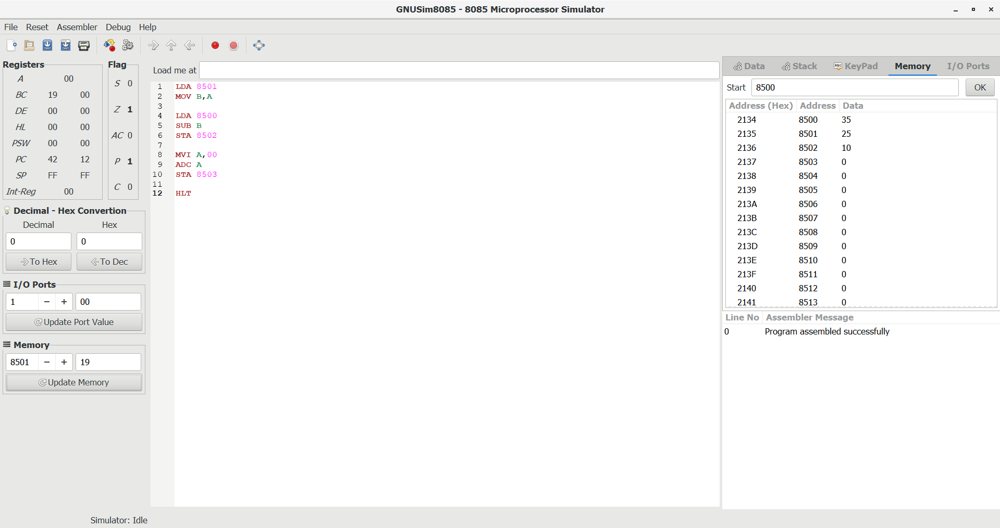 GNUSim8085 - 8085 Microprocessor Simulator
File Reset Assembler Debug Help
Registers
A 00
BC 19 00
DE 00 00
HL 00 00
PSW 00 00
PC 42 12
SP FF FF
Int-Reg 00
Flag
S 0
Z 1
AC 0
P 1
C 0
Decimal - Hex Convertion
Decimal Hex
0 0
To Hex To Dec
I/O Ports
1 − + 00
Update Port Value
Memory
8501 − + 19
Update Memory
Load me at
1 LDA 8501
2 MOV B,A
3
4 LDA 8500
5 SUB B
6 STA 8502
7
8 MVI A,00
9 ADC A
10 STA 8503
11
12 HLT
Data Stack Abc KeyPad Memory I/O Ports
Start 8500 OK
Address (Hex) Address Data
2134 8500 35
2135 8501 25
2136 8502 10
2137 8503 0
2138 8504 0
2139 8505 0
213A 8506 0
213B 8507 0
213C 8508 0
213D 8509 0
213E 8510 0
213F 8511 0
2140 8512 0
2141 8513 0
Line No Assembler Message
0 Program assembled successfully
Simulator: Idle